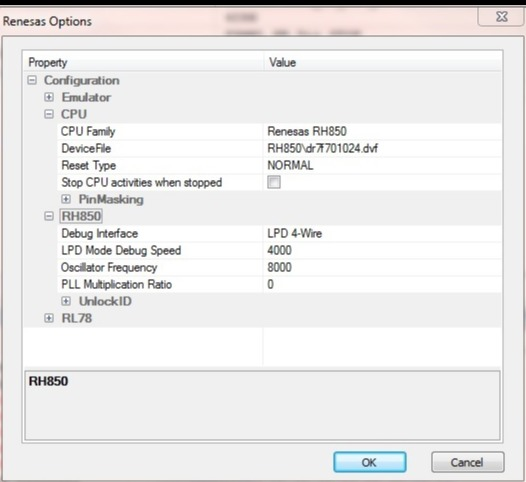 Renesas Options
Property Value
Configuration
Emulator
CPU
CPU Family Renesas RH850
DeviceFile RH850\dr7f701024.dvf
Reset Type NORMAL
Stop CPU activities when stopped
PinMasking
RH850
Debug Interface LPD 4-Wire
LPD Mode Debug Speed 4000
Oscillator Frequency 8000
PLL Multiplication Ratio 0
UnlockID
RL78
RH850
OK Cancel